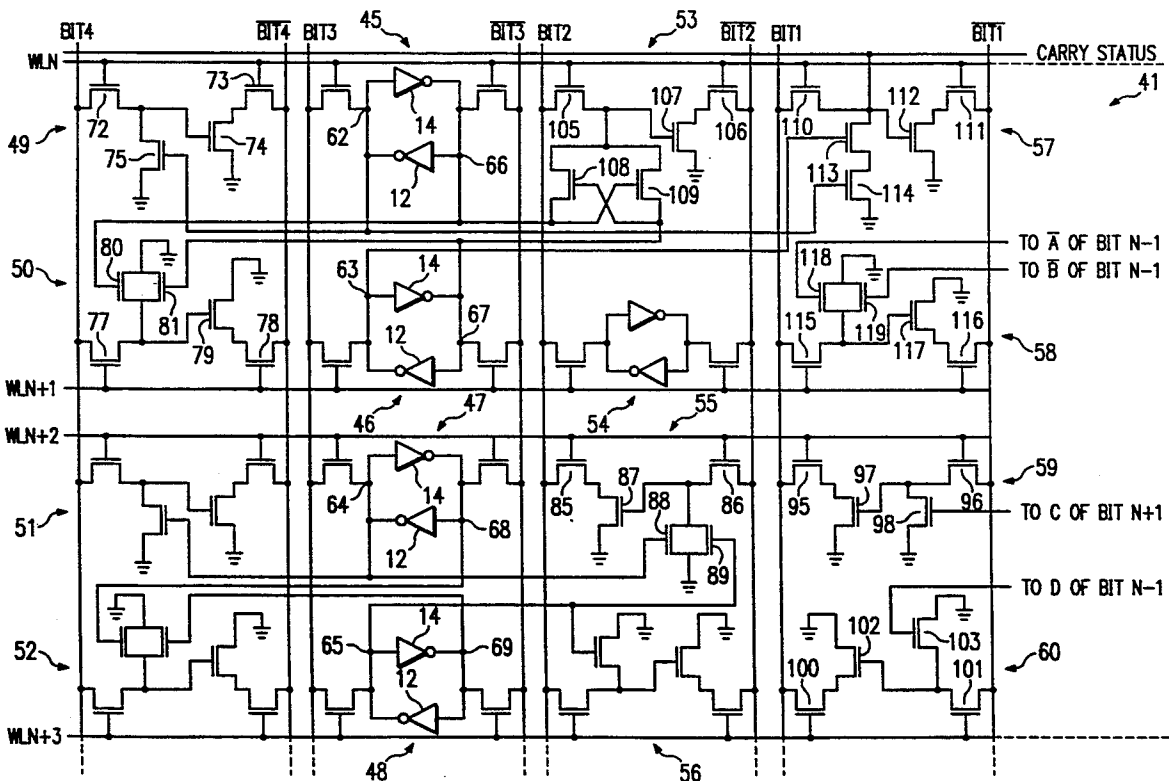 BIT4 BIT4 BIT3 45 BIT3 BIT2 53 BIT2 BIT1 BIT1
WLN CARRY STATUS
73 107 112 41
72 62 14 105 106 110 111
49 74 57
75 66 108 113
12 109 114
80 118 TO A OF BIT N-1
50 63 14 TO B OF BIT N-1
81 67 119
77 79 78 12 115 117 116 58
WLN+1
46 47 54 55
WLN+2
87 97 59
64 14 85 88 86 95 96
51 68 98 TO C OF BIT N+1
12 89
TO D OF BIT N-1
14 102 103
52 65 69 100 101 60
12
WLN+3
48 56